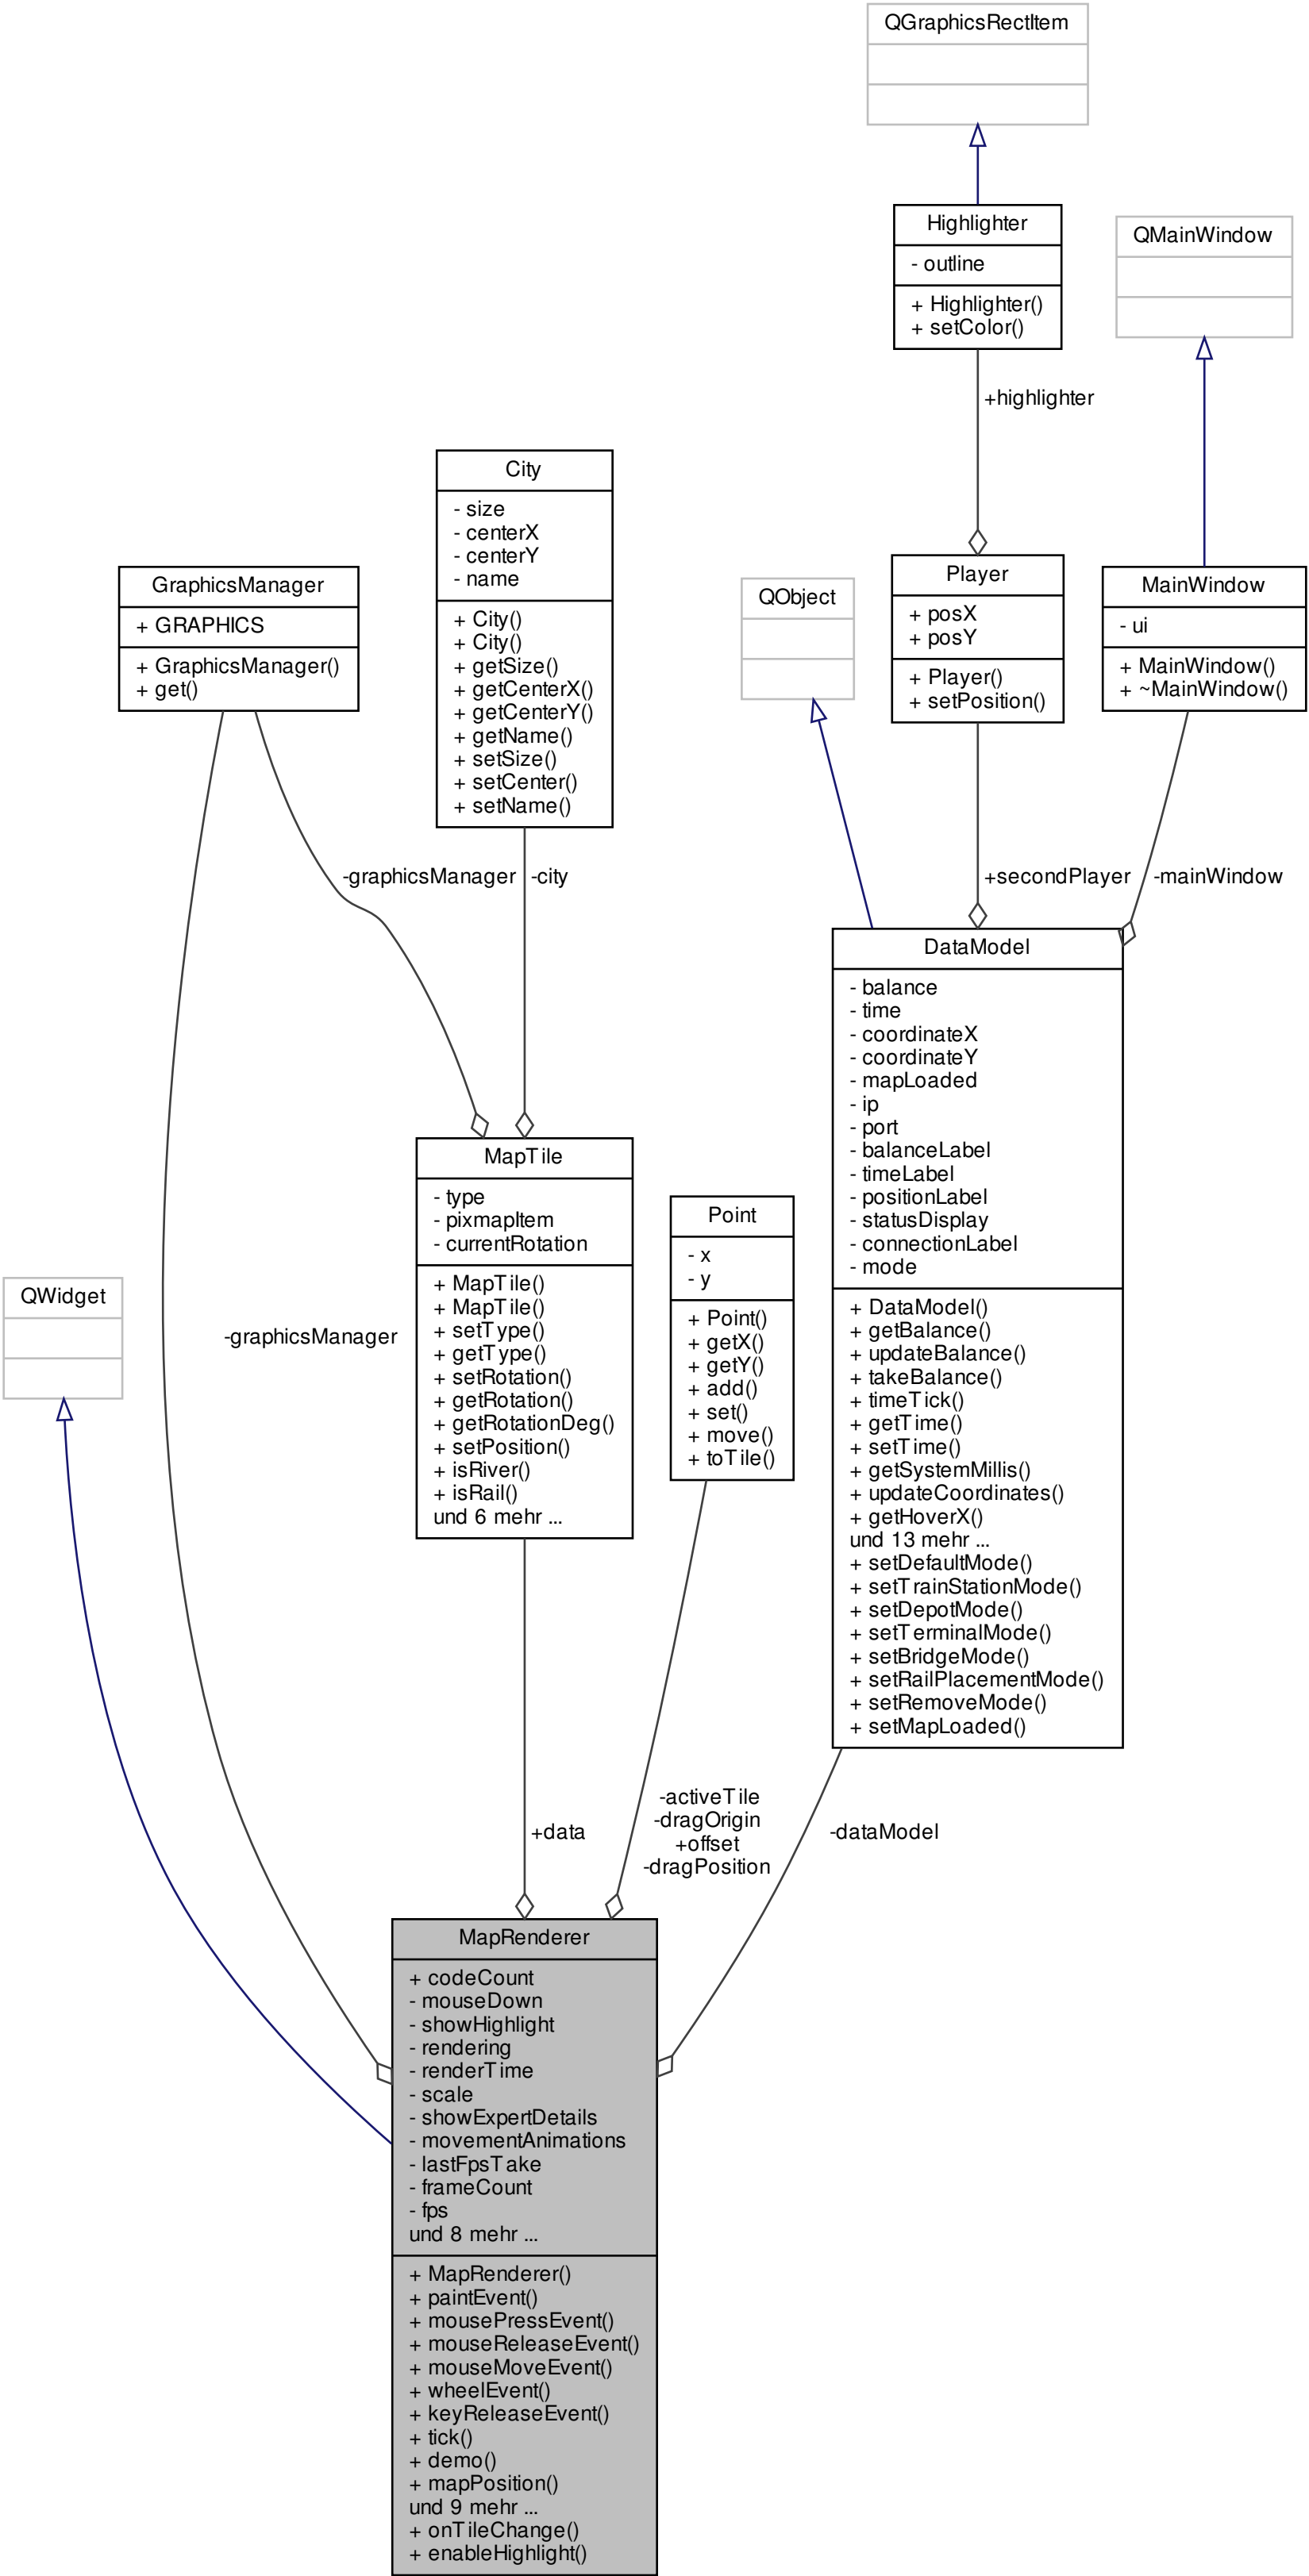 QGraphicsRectItem
Highlighter
- outline
+ Highlighter()
+ setColor()
QMainWindow
+highlighter
City
- size
- centerX
- centerY
- name
+ City()
+ City()
+ getSize()
+ getCenterX()
+ getCenterY()
+ getName()
+ setSize()
+ setCenter()
+ setName()
GraphicsManager
+ GRAPHICS
+ GraphicsManager()
+ get()
QObject
Player
+ posX
+ posY
+ Player()
+ setPosition()
MainWindow
- ui
+ MainWindow()
+ ~MainWindow()
-graphicsManager
-city
+secondPlayer
-mainWindow
DataModel
- balance
- time
- coordinateX
- coordinateY
- mapLoaded
- ip
- port
- balanceLabel
- timeLabel
- positionLabel
- statusDisplay
- connectionLabel
- mode
+ DataModel()
+ getBalance()
+ updateBalance()
+ takeBalance()
+ timeTick()
+ getTime()
+ setTime()
+ getSystemMillis()
+ updateCoordinates()
+ getHoverX()
und 13 mehr ...
+ setDefaultMode()
+ setTrainStationMode()
+ setDepotMode()
+ setTerminalMode()
+ setBridgeMode()
+ setRailPlacementMode()
+ setRemoveMode()
+ setMapLoaded()
MapTile
- type
- pixmapItem
- currentRotation
+ MapTile()
+ MapTile()
+ setType()
+ getType()
+ setRotation()
+ getRotation()
+ getRotationDeg()
+ setPosition()
+ isRiver()
+ isRail()
und 6 mehr ...
Point
- x
- y
+ Point()
+ getX()
+ getY()
+ add()
+ set()
+ move()
+ toTile()
QWidget
-graphicsManager
+data
-activeTile
-dragOrigin
+offset
-dragPosition
-dataModel
MapRenderer
+ codeCount
- mouseDown
- showHighlight
- rendering
- renderTime
- scale
- showExpertDetails
- movementAnimations
- lastFpsTake
- frameCount
- fps
und 8 mehr ...
+ MapRenderer()
+ paintEvent()
+ mousePressEvent()
+ mouseReleaseEvent()
+ mouseMoveEvent()
+ wheelEvent()
+ keyReleaseEvent()
+ tick()
+ demo()
+ mapPosition()
und 9 mehr ...
+ onTileChange()
+ enableHighlight()